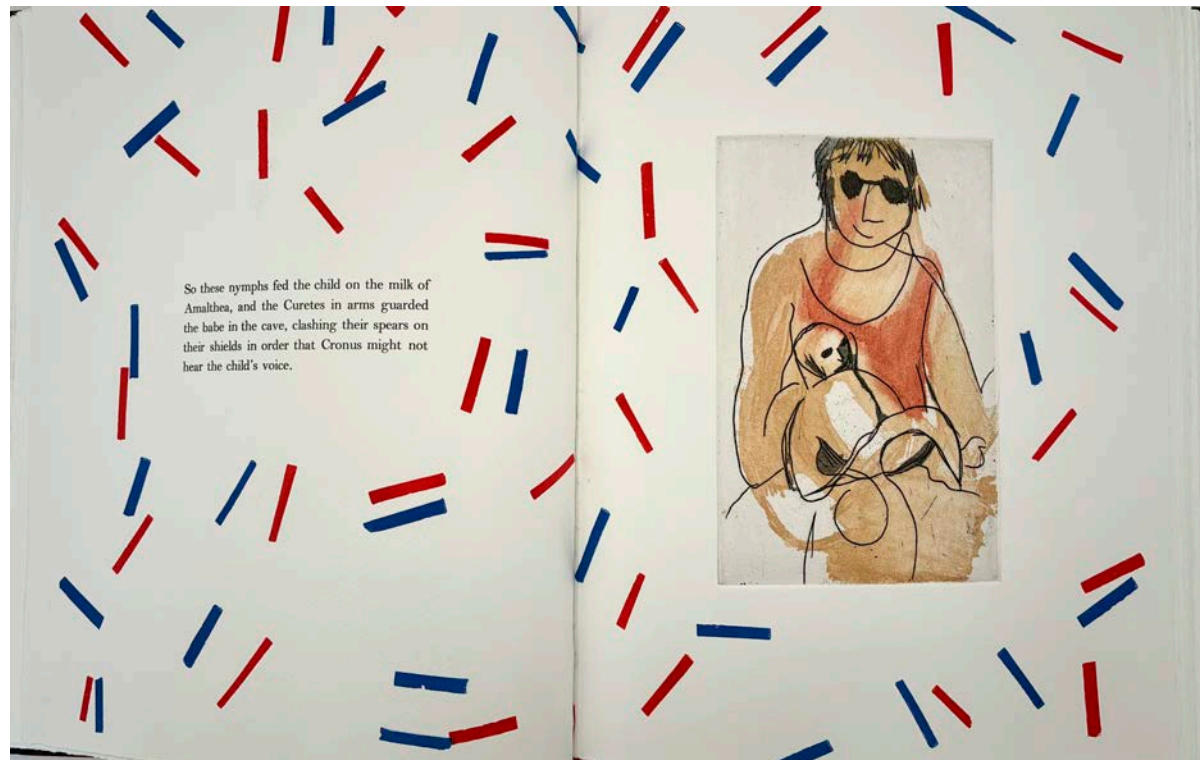 So these nymphs fed the child on the milk of
Amalthea, and the Curetes in arms guarded
the babe in the cave, clashing their spears on
their shields in order that Cronus might not
hear the child's voice.